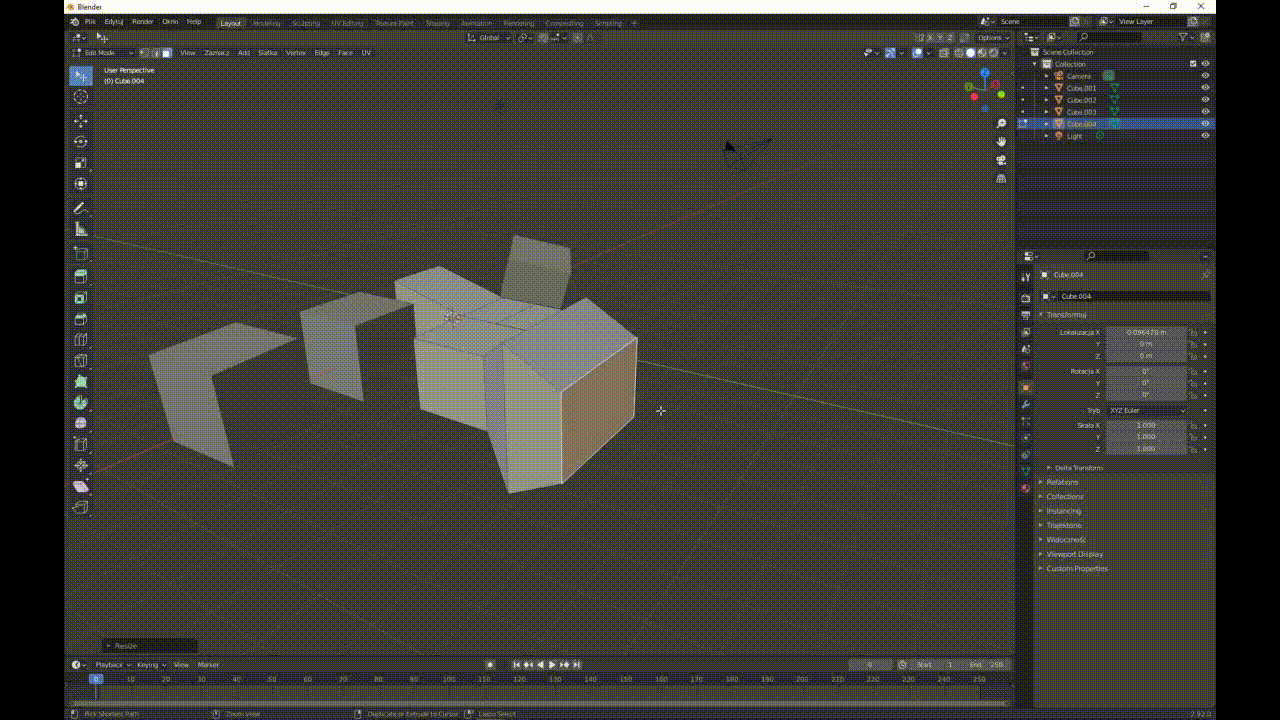 Blender
Plik Edytuj Render Okno Help Layout Modeling Sculpting UV Editing Texture Paint Shading Animation Rendering Compositing Scripting + Scene View Layer
Global Options
Edit Mode View Zaznacz Add Siatka Vertex Edge Face UV
User Perspective
(0) Cube.004
Scene Collection
Collection
Camera
Cube.001
Cube.002
Cube.003
Cube.004
Light
Cube.004
Cube.004
Transformuj
Lokalizacja X 0.096478 m
Y 0 m
Z 0 m
Rotacja X 0°
Y 0°
Z 0°
Tryb XYZ Euler
Skala X 1.000
Y 1.000
Z 1.000
Delta Transform
Relations
Collections
Instancing
Trajektorie
Widoczność
Viewport Display
Custom Properties
Resize
Playback Keying View Marker 0 Start 1 End 250
0 10 20 30 40 50 60 70 80 90 100 110 120 130 140 150 160 170 180 190 200 210 220 230 240 250
Pick Shortest Path Zoom View Duplicate or Extrude to Cursor Lasso Select 2.92.0